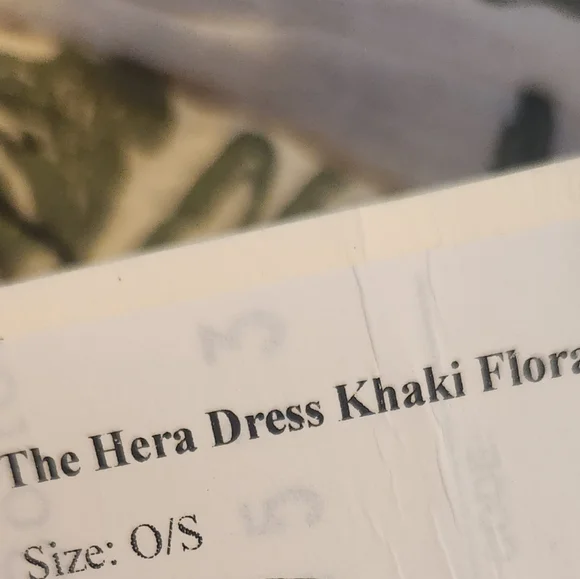 The Hera Dress Khaki Flora
Size: O/S